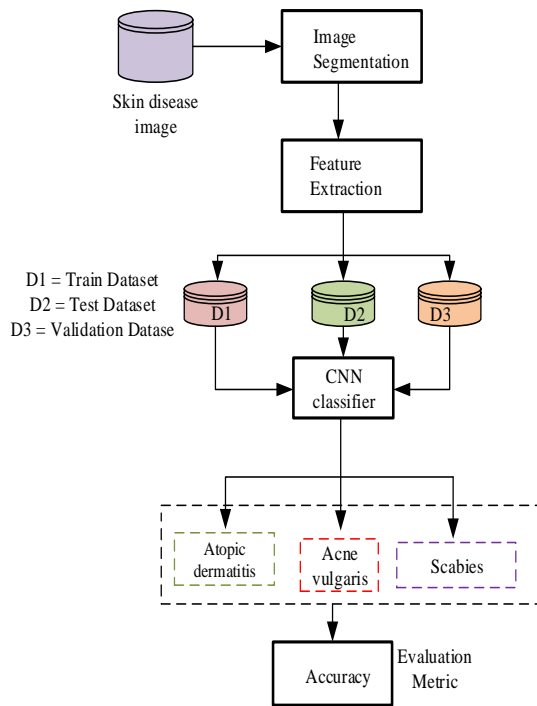 Image
Segmentation
Skin disease
image
Feature
Extraction
D1 = Train Dataset
D2 = Test Dataset
D3 = Validation Datase
D1
D2
D3
CNN
classifier
Atopic
dermatitis
Acne
vulgaris
Scabies
Accuracy
Evaluation
Metric